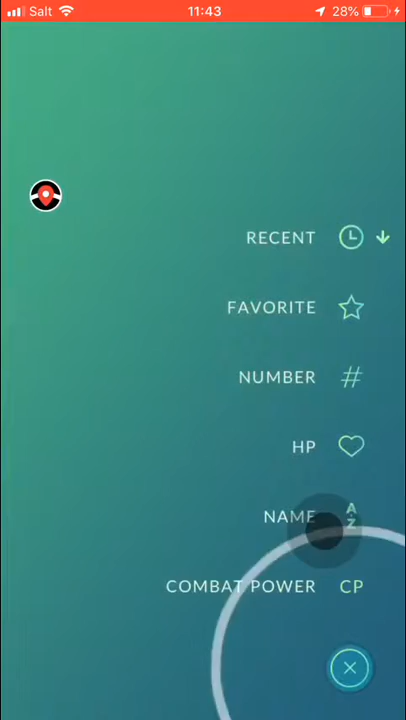 Salt 11:43 28%
RECENT
FAVORITE
NUMBER #
HP
NAME A-Z
COMBAT POWER CP